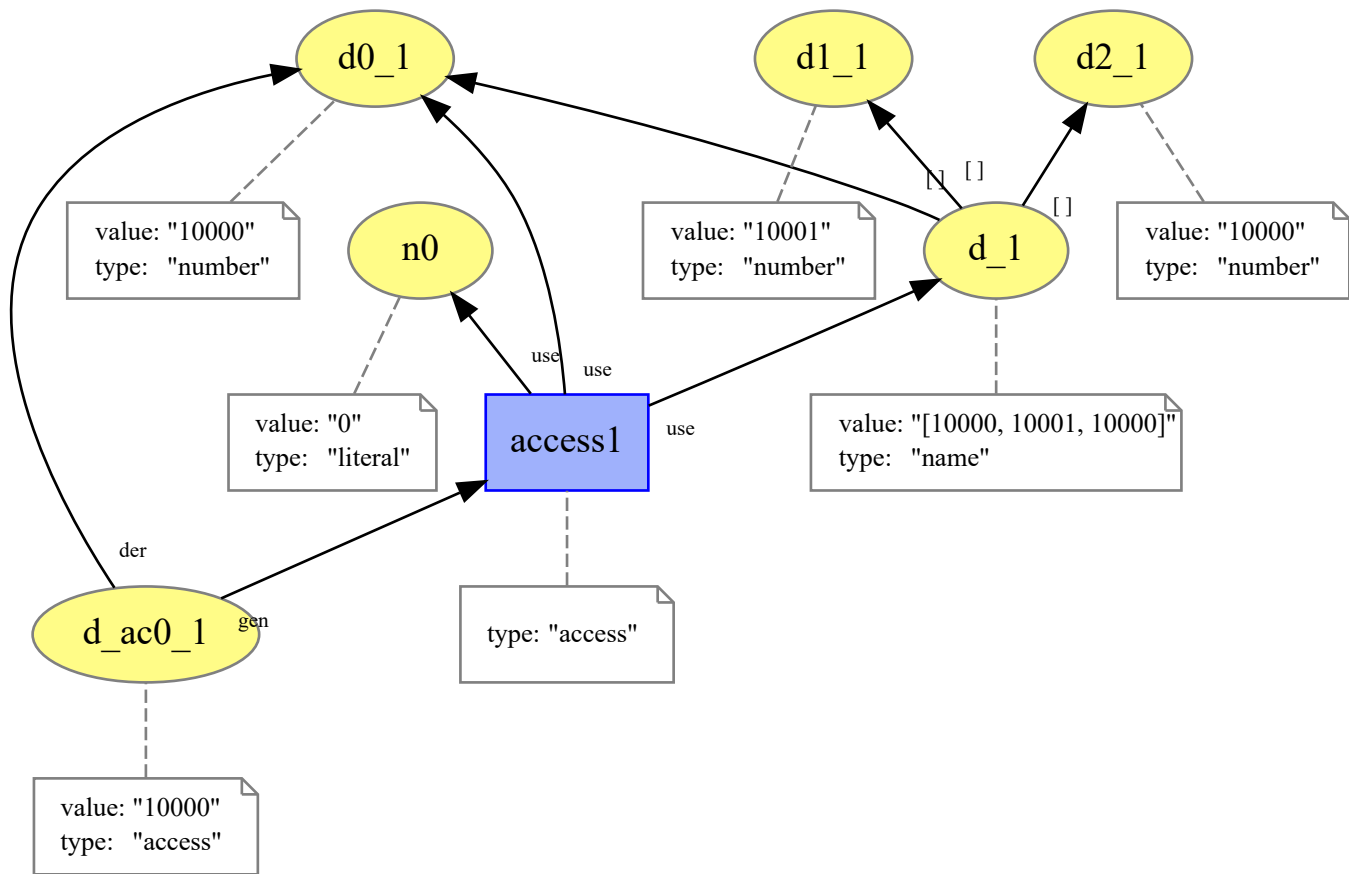 d0_1
d1_1
d2_1
[ ]
[ ]
[ ]
value: "10000"
type: "number"
n0
value: "10001"
type: "number"
d_1
value: "10000"
type: "number"
use
use
use
value: "0"
type: "literal"
access1
value: "[10000, 10001, 10000]"
type: "name"
der
gen
d_ac0_1
type: "access"
value: "10000"
type: "access"